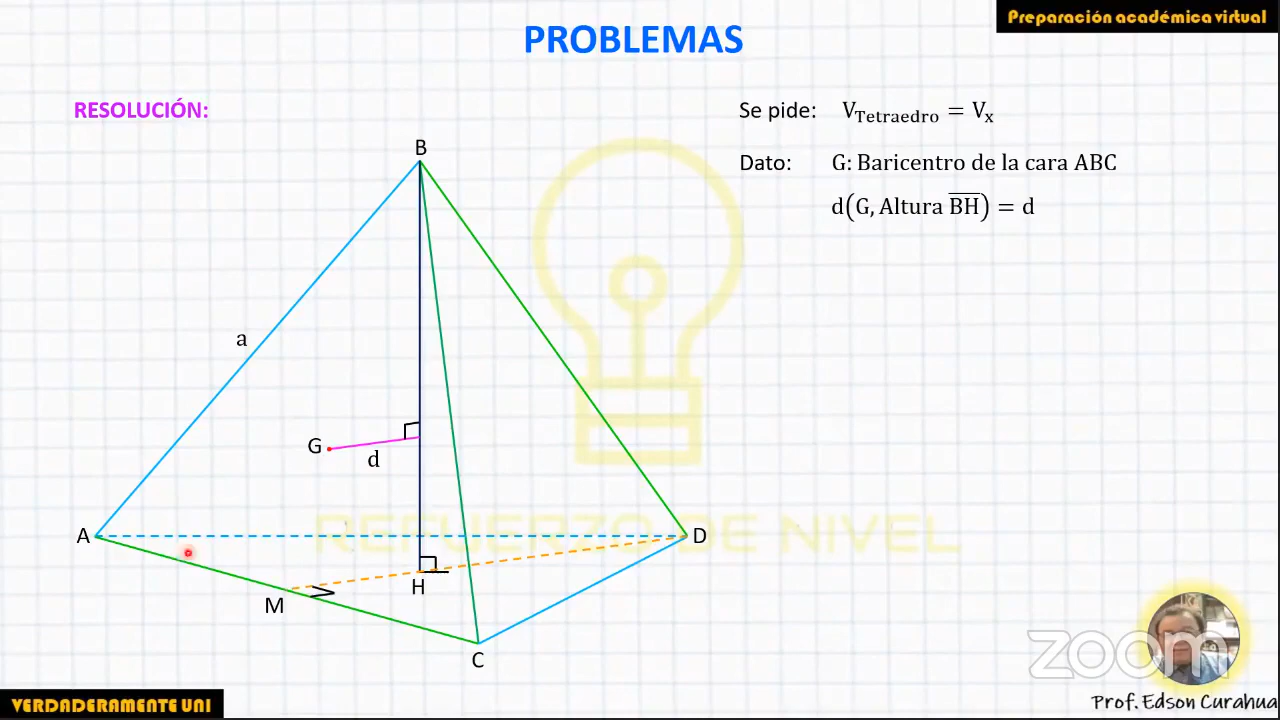 Preparación académica virtual
PROBLEMAS
RESOLUCIÓN:
Se pide: V_Tetraedro = V_x
Dato: G: Baricentro de la cara ABC
d(G, Altura B̅H̅) = d
B
a
G
d
A
D
H
M
C
REFUERZO DE NIVEL
zoom
Prof. Edson Curahua
VERDADERAMENTE UNI